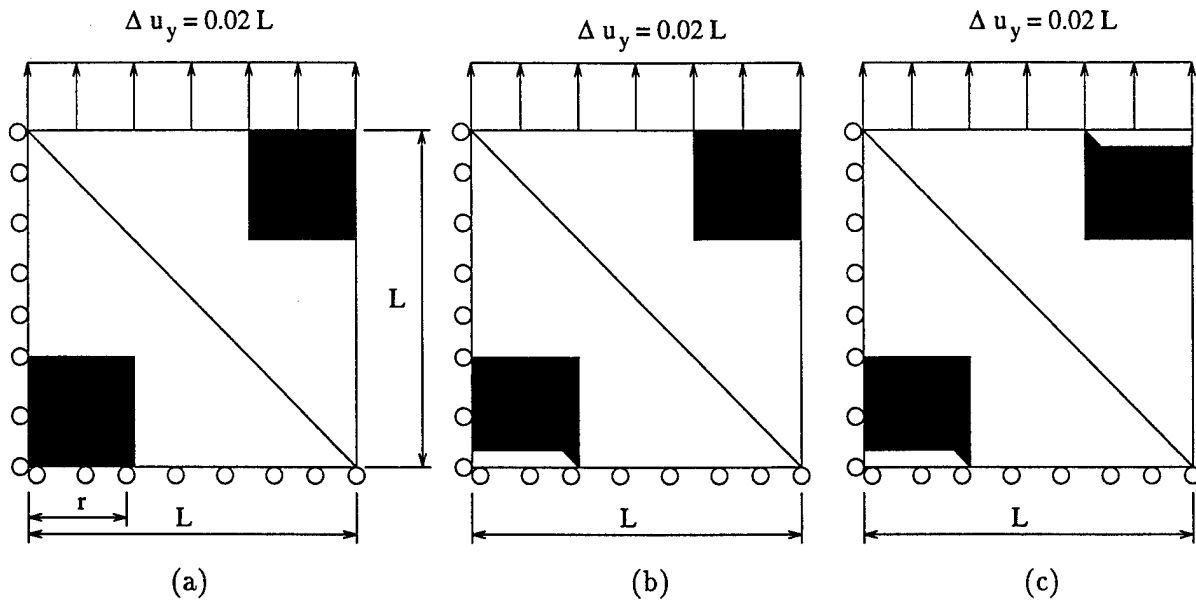 Δ u_y = 0.02 L
Δ u_y = 0.02 L
Δ u_y = 0.02 L
L
r
L
L
L
(a)
(b)
(c)